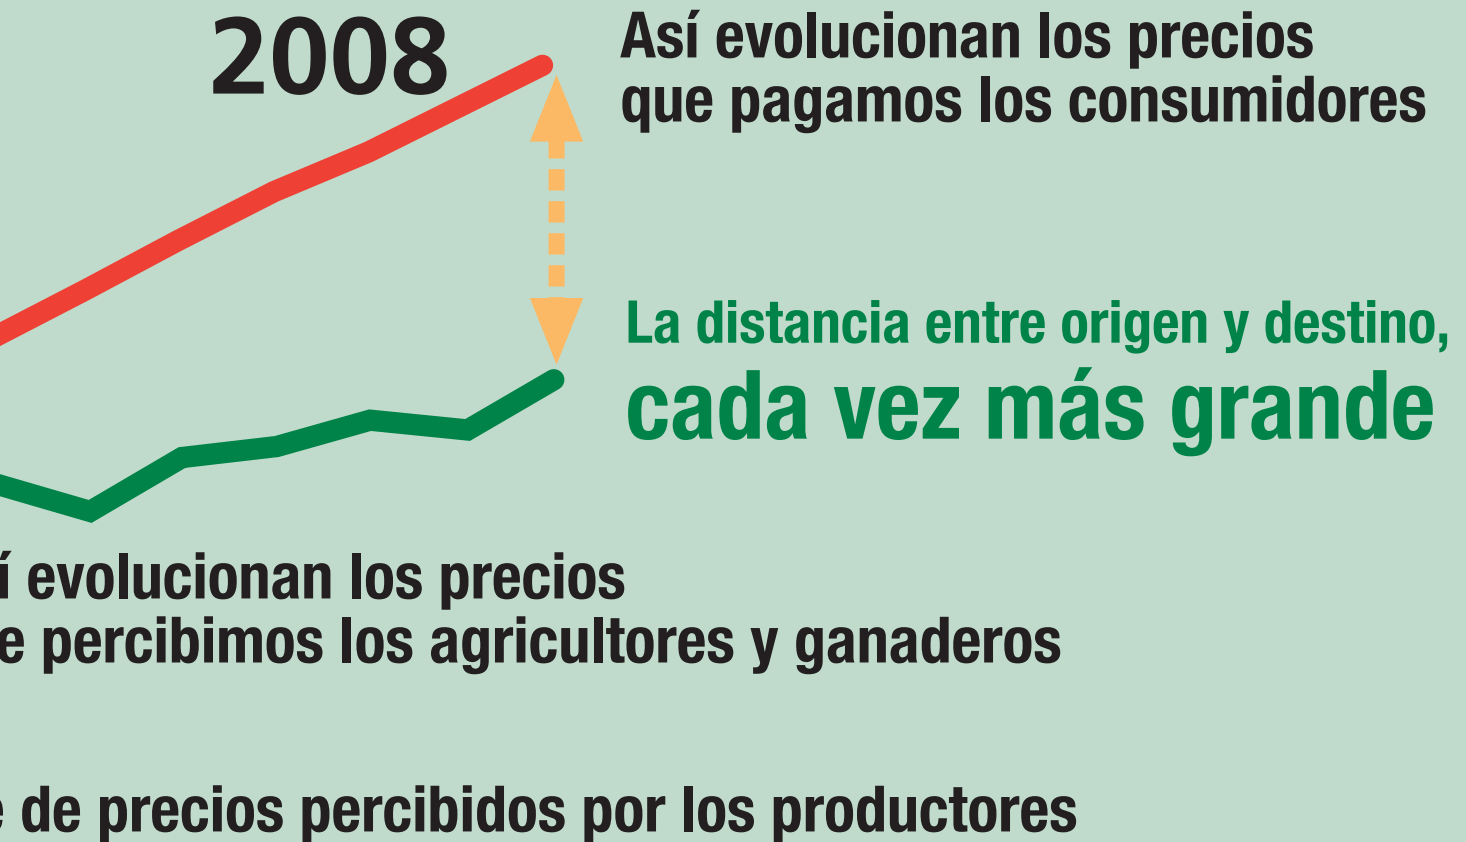 2008
Así evolucionan los precios
que pagamos los consumidores
La distancia entre origen y destino,
cada vez más grande
í evolucionan los precios
e percibimos los agricultores y ganaderos
e de precios percibidos por los productores